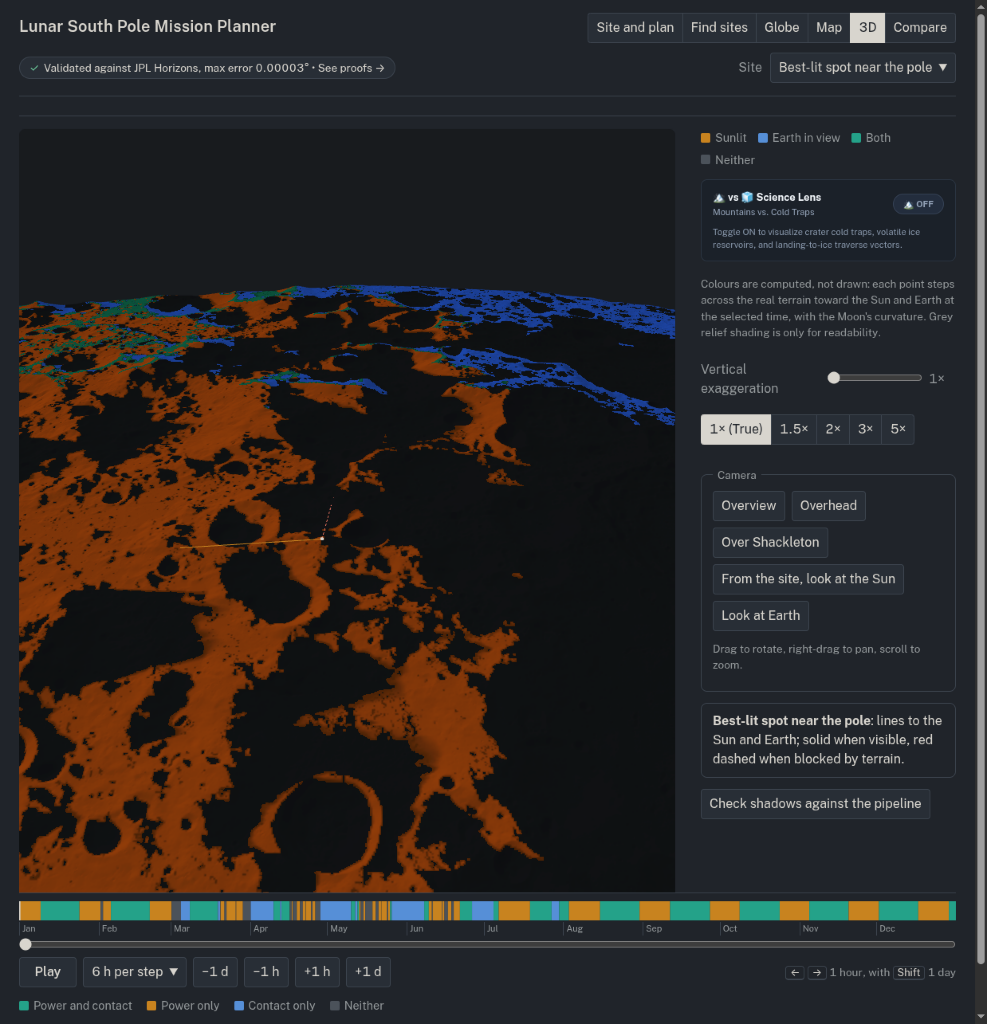 Lunar South Pole Mission Planner
Site and plan
Find sites
Globe
Map
3D
Compare
✓ Validated against JPL Horizons, max error 0.00003° • See proofs →
Site
Best-lit spot near the pole ▼
Sunlit
Earth in view
Both
Neither
vs Science Lens
Mountains vs. Cold Traps
OFF
Toggle ON to visualize crater cold traps, volatile ice
reservoirs, and landing-to-ice traverse vectors.
Colours are computed, not drawn: each point steps
across the real terrain toward the Sun and Earth at
the selected time, with the Moon's curvature. Grey
relief shading is only for readability.
Vertical
exaggeration
1×
1× (True)
1.5×
2×
3×
5×
Camera
Overview
Overhead
Over Shackleton
From the site, look at the Sun
Look at Earth
Drag to rotate, right-drag to pan, scroll to
zoom.
Best-lit spot near the pole: lines to the
Sun and Earth; solid when visible, red
dashed when blocked by terrain.
Check shadows against the pipeline
Jan
Feb
Mar
Apr
May
Jun
Jul
Aug
Sep
Oct
Nov
Dec
Play
6 h per step ▼
−1 d
−1 h
+1 h
+1 d
← → 1 hour, with Shift 1 day
Power and contact
Power only
Contact only
Neither